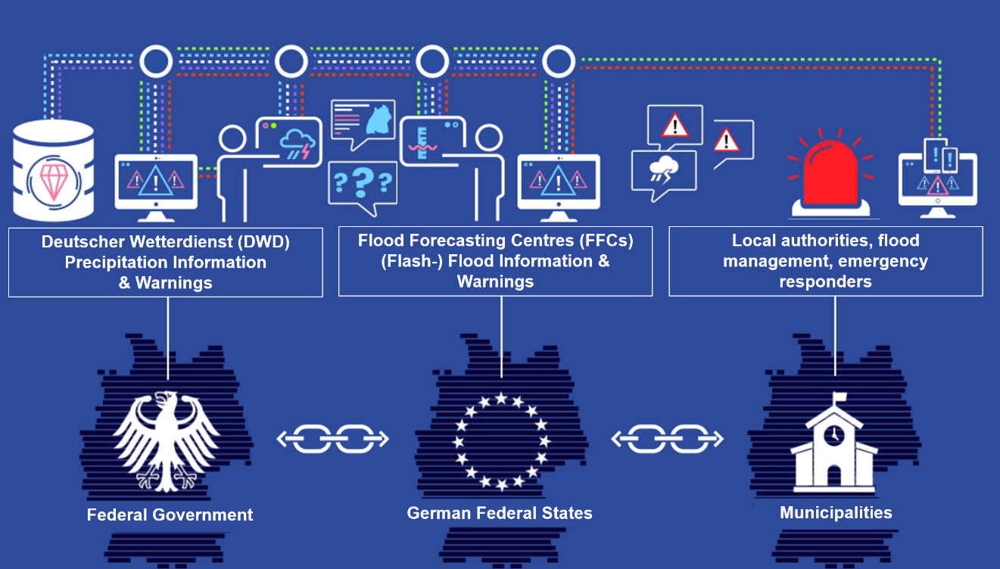 ? ? ?
Deutscher Wetterdienst (DWD)
Precipitation Information
& Warnings
Flood Forecasting Centres (FFCs)
(Flash-) Flood Information &
Warnings
Local authorities, flood
management, emergency
responders
Federal Government
German Federal States
Municipalities